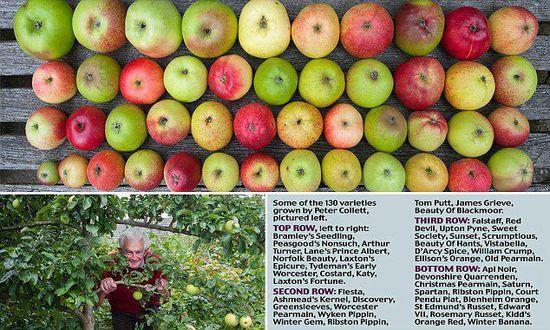 Some of the 130 varieties
grown by Peter Collett,
pictured left.
TOP ROW, left to right:
Bramley's Seedling,
Peasgood's Nonsuch, Arthur
Turner, Lane's Prince Albert,
Norfolk Beauty, Laxton's
Epicure, Tydeman's Early
Worcester, Costard, Katy,
Laxton's Fortune.
SECOND ROW: Fiesta,
Ashmead's Kernel, Discovery,
Greensleeves, Worcester
Pearmain, Wyken Pippin,
Winter Gem, Ribston Pippin,
Tom Putt, James Grieve,
Beauty Of Blackmoor.
THIRD ROW: Falstaff, Red
Devil, Upton Pyne, Sweet
Society, Sunset, Scrumptious,
Beauty Of Hants, Vistabella,
D'Arcy Spice, William Crump,
Ellison's Orange, Old Pearmain.
BOTTOM ROW: Api Noir,
Devonshire Quarrenden,
Christmas Pearmain, Saturn,
Spartan, Ribston Pippin, Court
Pendu Plat, Blenheim Orange,
St Edmund's Russet, Edward
VII, Rosemary Russet, Kidd's
Orange Red, Winter Banana.